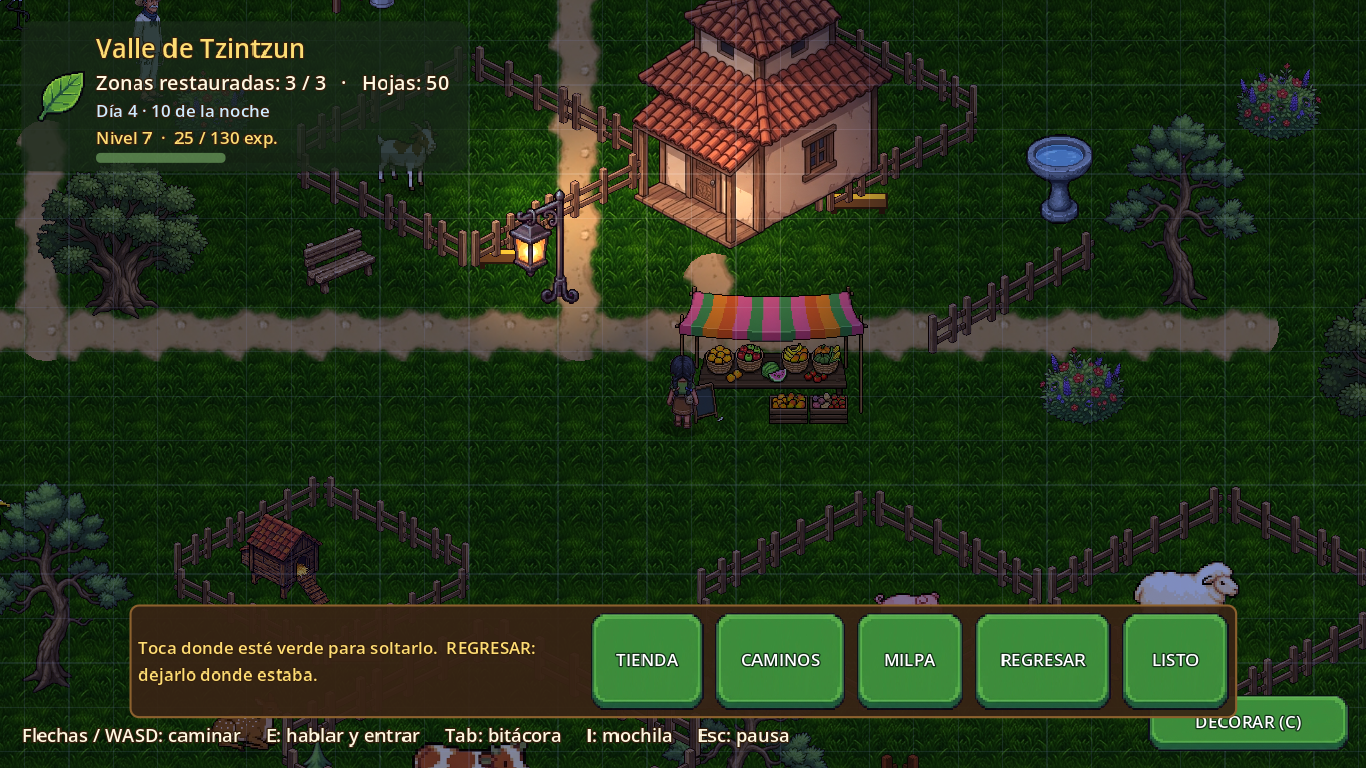 Valle de Tzintzun
Zonas restauradas: 3 / 3 · Hojas: 50
Día 4 · 10 de la noche
Nivel 7 · 25 / 130 exp.
Toca donde esté verde para soltarlo. REGRESAR:
dejarlo donde estaba.
TIENDA
CAMINOS
MILPA
REGRESAR
LISTO
DECORAR (C)
Flechas / WASD: caminar E: hablar y entrar Tab: bitácora I: mochila Esc: pausa